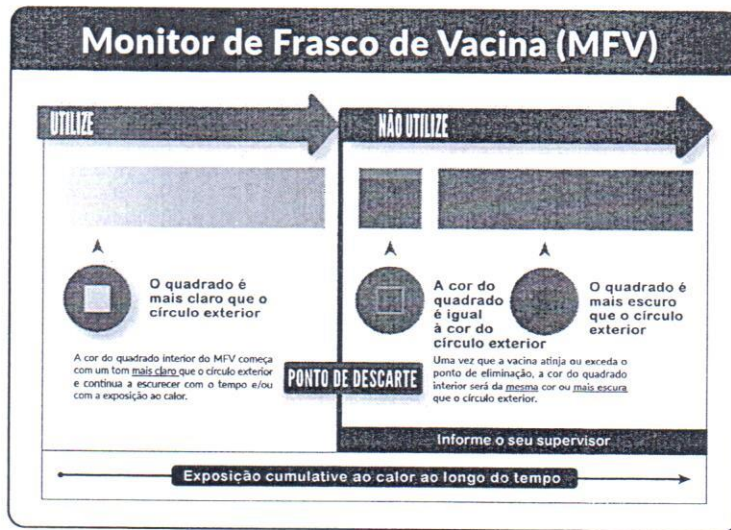 Monitor de Frasco de Vacina (MFV)
UTILIZE
NÃO UTILIZE
O quadrado é
mais claro que o
círculo exterior
A cor do
quadrado
é igual
à cor do
círculo exterior
O quadrado é
mais escuro
que o círculo
exterior
A cor do quadrado interior do MFV começa
com um tom mais claro que o círculo exterior
e continua a escurecer com o tempo e/ou
com a exposição ao calor.
PONTO DE DESCARTE
Uma vez que a vacina atinja ou exceda o
ponto de eliminação, a cor do quadrado
interior será da mesma cor ou mais escura
que o círculo exterior.
Informe o seu supervisor
Exposição cumulative ao calor ao longo do tempo